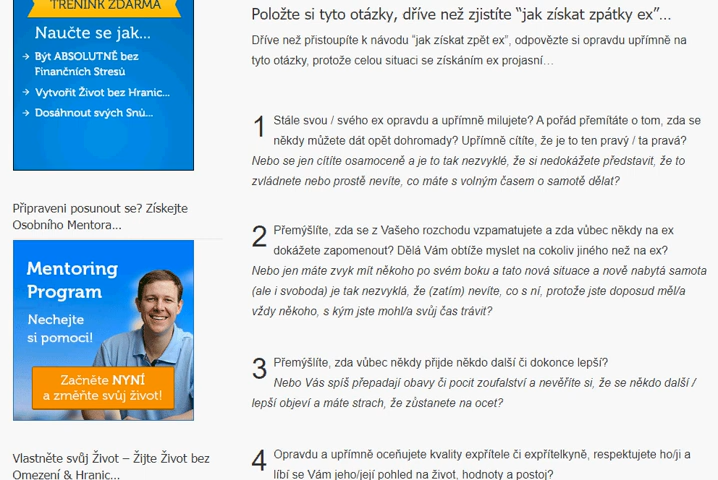 TRENINK ZDARMA
Naučte se jak...
Být ABSOLUTNĚ bez
Finančních Stresů
Vytvořit Život bez Hranic...
Dosáhnout svých Snů...
Připraveni posunout se? Získejte
Osobního Mentora...
Mentoring
Program
Nechejte
si pomoci!
Začněte NYNÍ
a změňte svůj život!
Vlastněte svůj Život – Žijte Život bez
Omezení & Hranic...
Položte si tyto otázky, dříve než zjistíte “jak získat zpátky ex”…
Dříve než přistoupíte k návodu ”jak získat zpět ex“, odpovězte si opravdu upřímně na
tyto otázky, protože celou situaci se získáním ex projasní…
1 Stále svou / svého ex opravdu a upřímně milujete? A pořád přemítáte o tom, zda se
někdy můžete dát opět dohromady? Upřímně cítíte, že je to ten pravý / ta pravá?
Nebo se jen cítíte osamoceně a je to tak nezvyklé, že si nedokážete představit, že to
zvládnete nebo prostě nevíte, co máte s volným časem o samotě dělat?
2 Přemýšlíte, zda se z Vašeho rozchodu vzpamatujete a zda vůbec někdy na ex
dokážete zapomenout? Dělá Vám obtíže myslet na cokoliv jiného než na ex?
Nebo jen máte zvyk mít někoho po svém boku a tato nová situace a nově nabytá samota
(ale i svoboda) je tak nezvyklá, že (zatím) nevíte, co s ní, protože jste doposud měl/a
vždy někoho, s kým jste mohl/a svůj čas trávit?
3 Přemýšlíte, zda vůbec někdy přijde někdo další či dokonce lepší?
Nebo Vás spíš přepadají obavy či pocit zoufalství a nevěříte si, že se někdo další /
lepší objeví a máte strach, že zůstanete na ocet?
4 Opravdu a upřímně oceňujete kvality expřítele či expřítelkyně, respektujete ho/ji a
líbí se Vám jeho/její pohled na život, hodnoty a postoj?